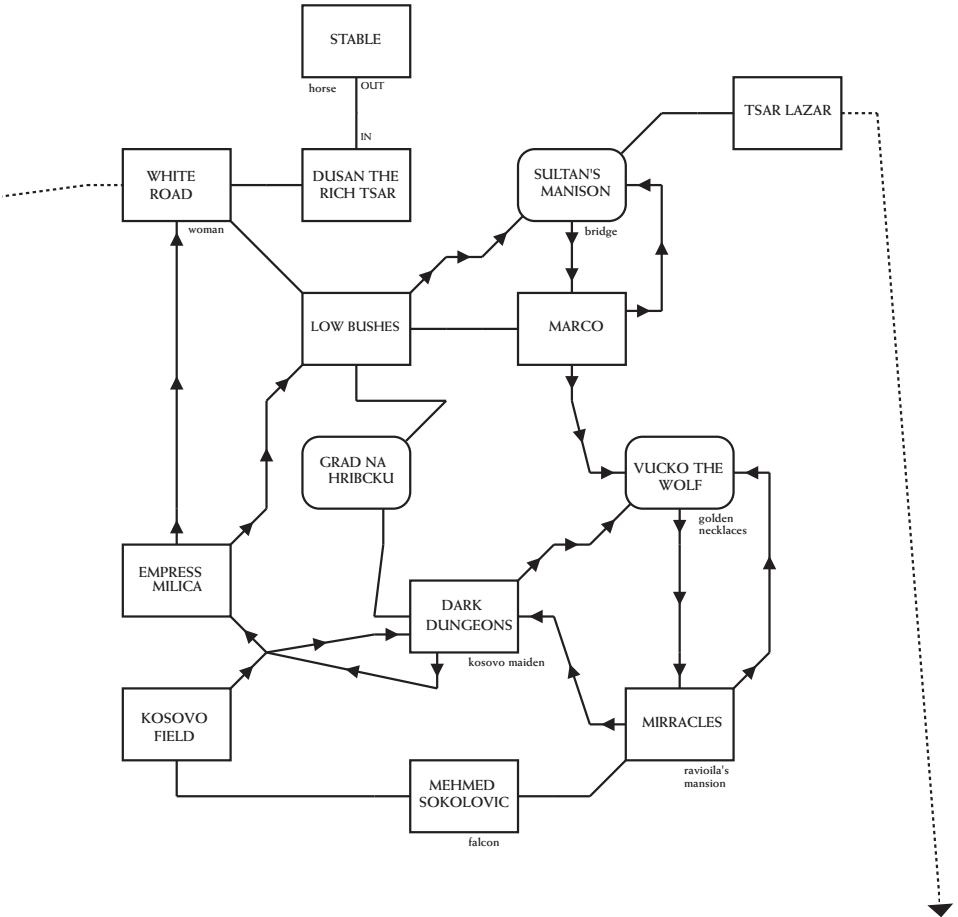 STABLE
horse
OUT
IN
TSAR LAZAR
WHITE
ROAD
woman
DUSAN THE
RICH TSAR
SULTAN'S
MANISON
bridge
LOW BUSHES
MARCO
GRAD NA
HRIBCKU
VUCKO THE
WOLF
golden
necklaces
EMPRESS
MILICA
DARK
DUNGEONS
kosovo maiden
KOSOVO
FIELD
MIRRACLES
ravioila's
mansion
MEHMED
SOKOLOVIC
falcon